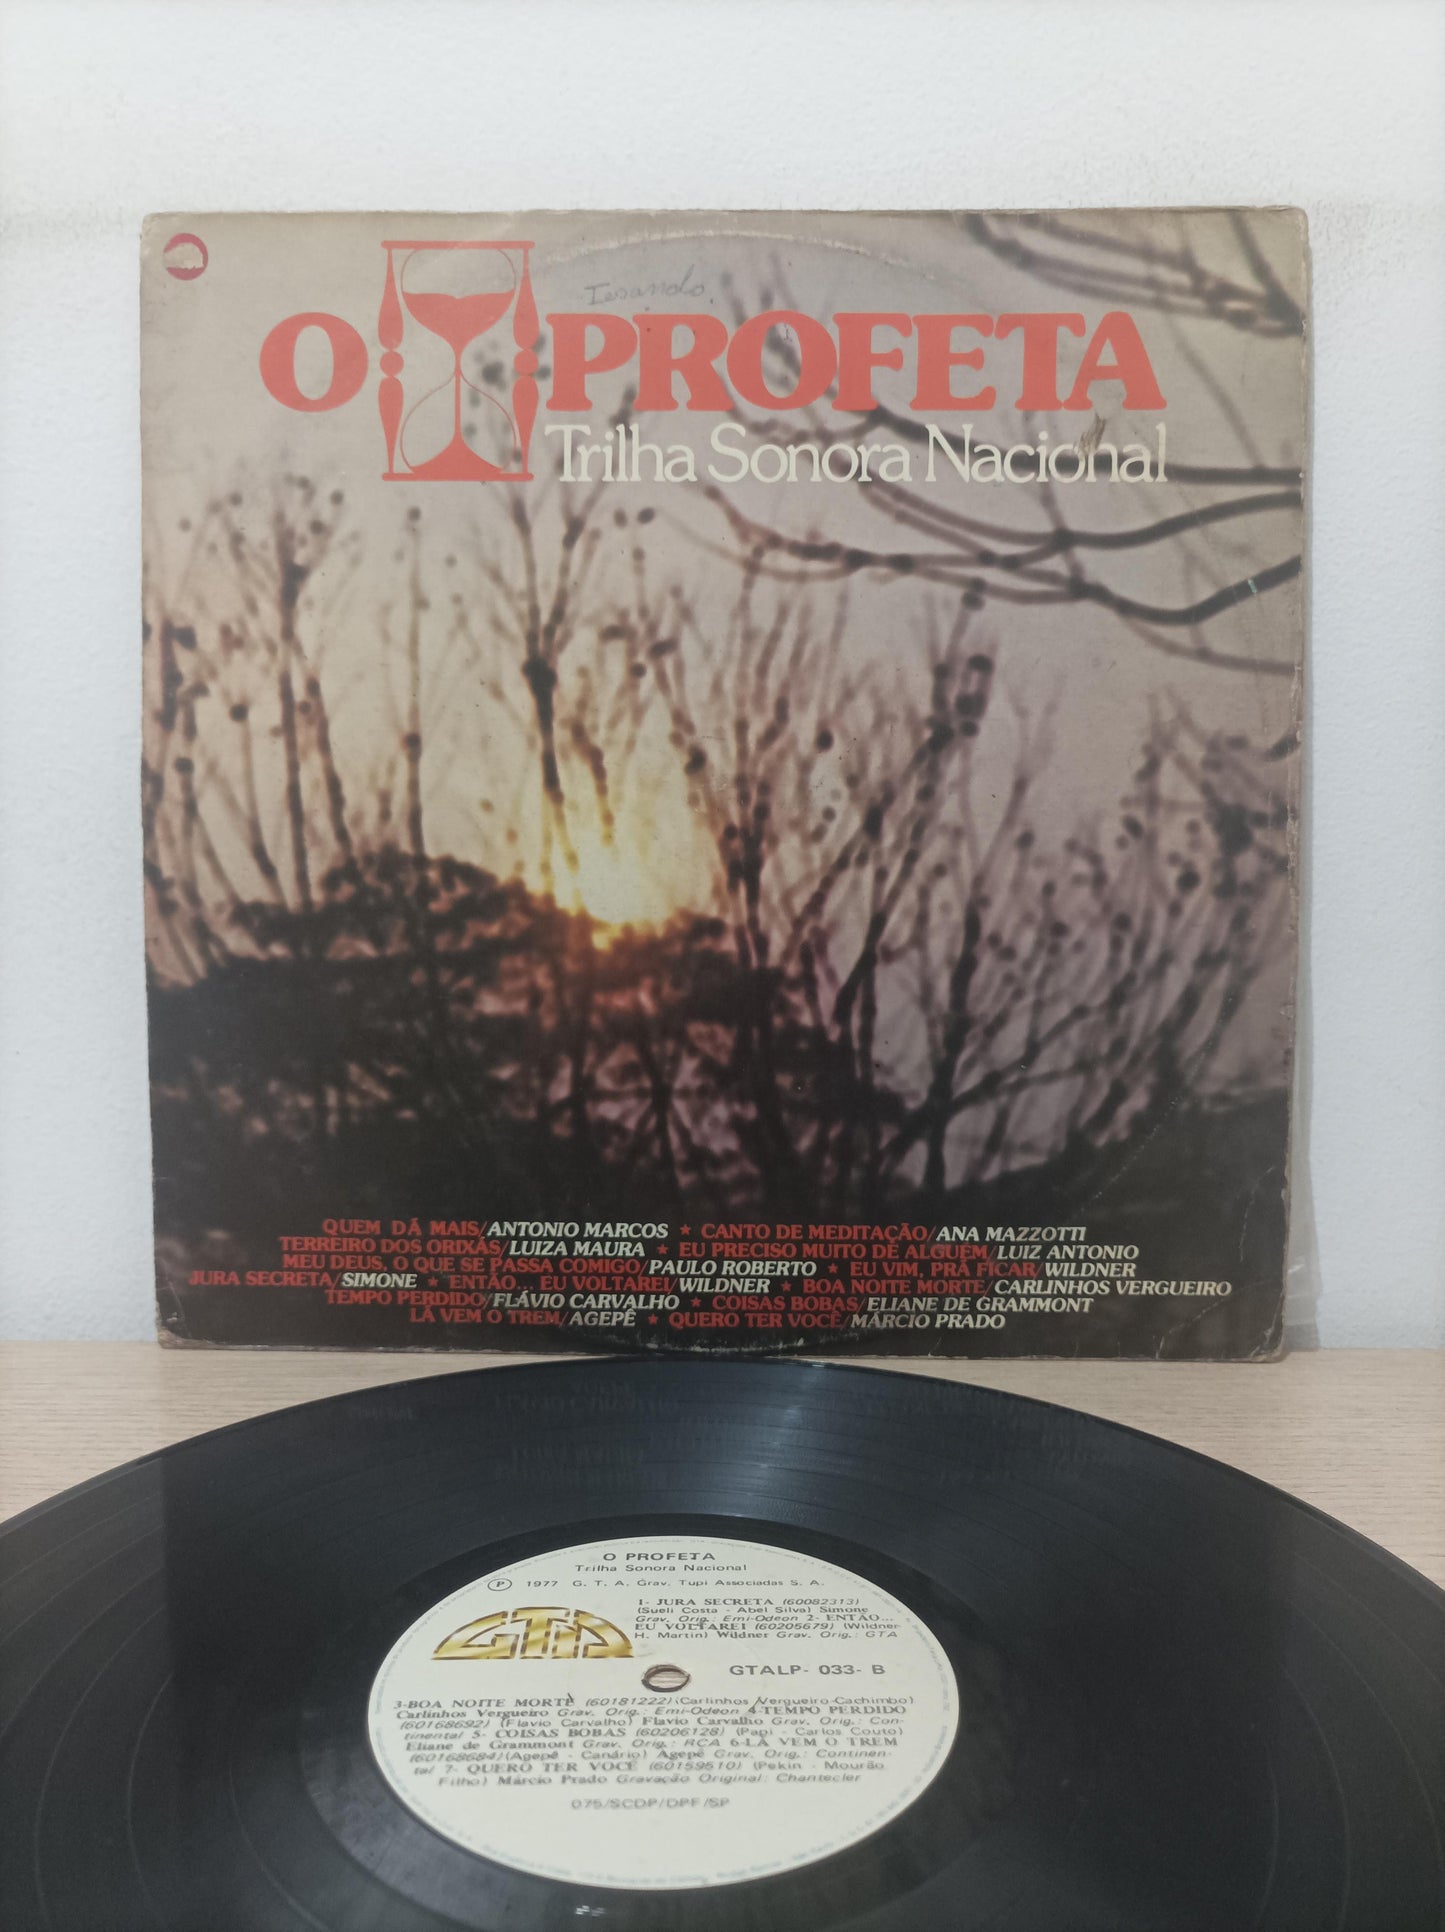 O PROFETA
Trilha Sonora Nacional
QUEM DÁ MAIS/ANTONIO MARCOS ★ CANTO DE MEDITAÇÃO/ANA MAZZOTTI
TERREIRO DOS ORIXÁS/LUIZA MAURA ★ EU PRECISO MUITO DE ALGUÉM/LUIZ ANTONIO
MEU DEUS, O QUE SE PASSA COMIGO/PAULO ROBERTO ★ EU VIM, PRÁ FICAR/WILDNER
JURA SECRETA/SIMONE ★ ENTÃO... EU VOLTAREI/WILDNER ★ BOA NOITE MORTE/CARLINHOS VERGUEIRO
TEMPO PERDIDO/FLÁVIO CARVALHO ★ COISAS BOBAS/ELIANE DE GRAMMONT
LÁ VEM O TREM/AGEPÊ ★ QUERO TER VOCÊ/MÁRCIO PRADO
O PROFETA
Trilha Sonora Nacional
Ⓟ 1977 G. T. A. Grav. Tupi Associadas S. A.
1- JURA SECRETA (60082313)
(Sueli Costa - Abel Silva) Simone
Grav. Orig.: Emi-Odeon 2- ENTÃO...
EU VOLTAREI (60205679) (Wildner-
H. Martin) Wildner Grav. Orig.: GTA
GTA
GTALP- 033- B
3-BOA NOITE MORTE (60181222) (Carlinhos Vergueiro-Cachimbo)
Carlinhos Vergueiro Grav. Orig.: Emi-Odeon 4-TEMPO PERDIDO
(60168692) (Flavio Carvalho) Flavio Carvalho Grav. Orig.: Con-
tinental 5- COISAS BOBAS (60206128) (Papi - Carlos Couto)
Eliane de Grammont Grav. Orig.: RCA 6-LÁ VEM O TREM
(60168684) (Agepê - Canário) Agepê Grav. Orig.: Continen-
tal 7- QUERO TER VOCÊ (60159510) (Pekin - Mourão
Filho) Márcio Prado Gravação Original: Chantecler
075/SCDP/DPF/SP